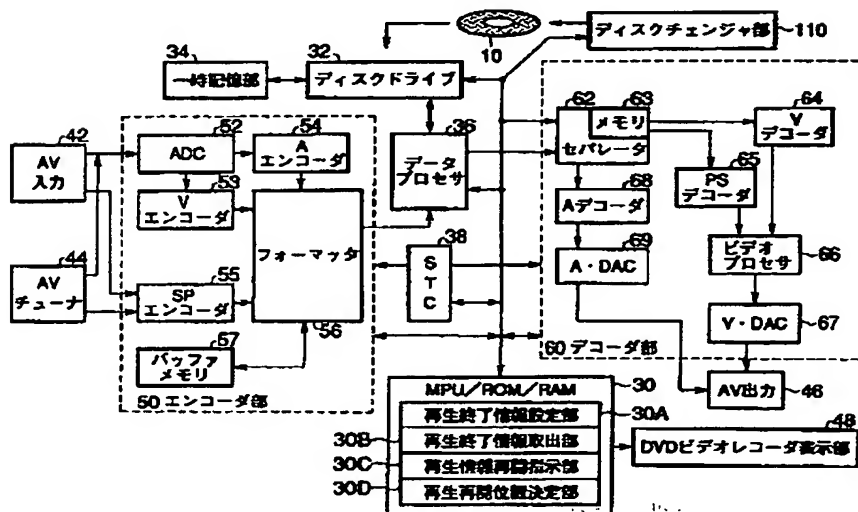 10
ディスクチェンジャ部
110
34
一時記憶部
32
ディスクドライブ
42
AV
入力
44
AV
チューナ
52
ADC
54
A
エンコーダ
53
V
エンコーダ
55
SP
エンコーダ
フォーマッタ
56
57
バッファ
メモリ
50 エンコーダ部
36
データ
プロセサ
38
STC
62
63
メモリ
セパレータ
64
V
デコーダ
65
PS
デコーダ
68
Aデコーダ
69
A・DAC
ビデオ
プロセサ
66
V・DAC
67
60 デコーダ部
AV出力
46
MPU/ROM/RAM
30
再生終了情報設定部
30A
30B
再生終了情報取出部
30C
再生情報再開指示部
30D
再生再開位置決定部
48
DVDビデオレコーダ表示部